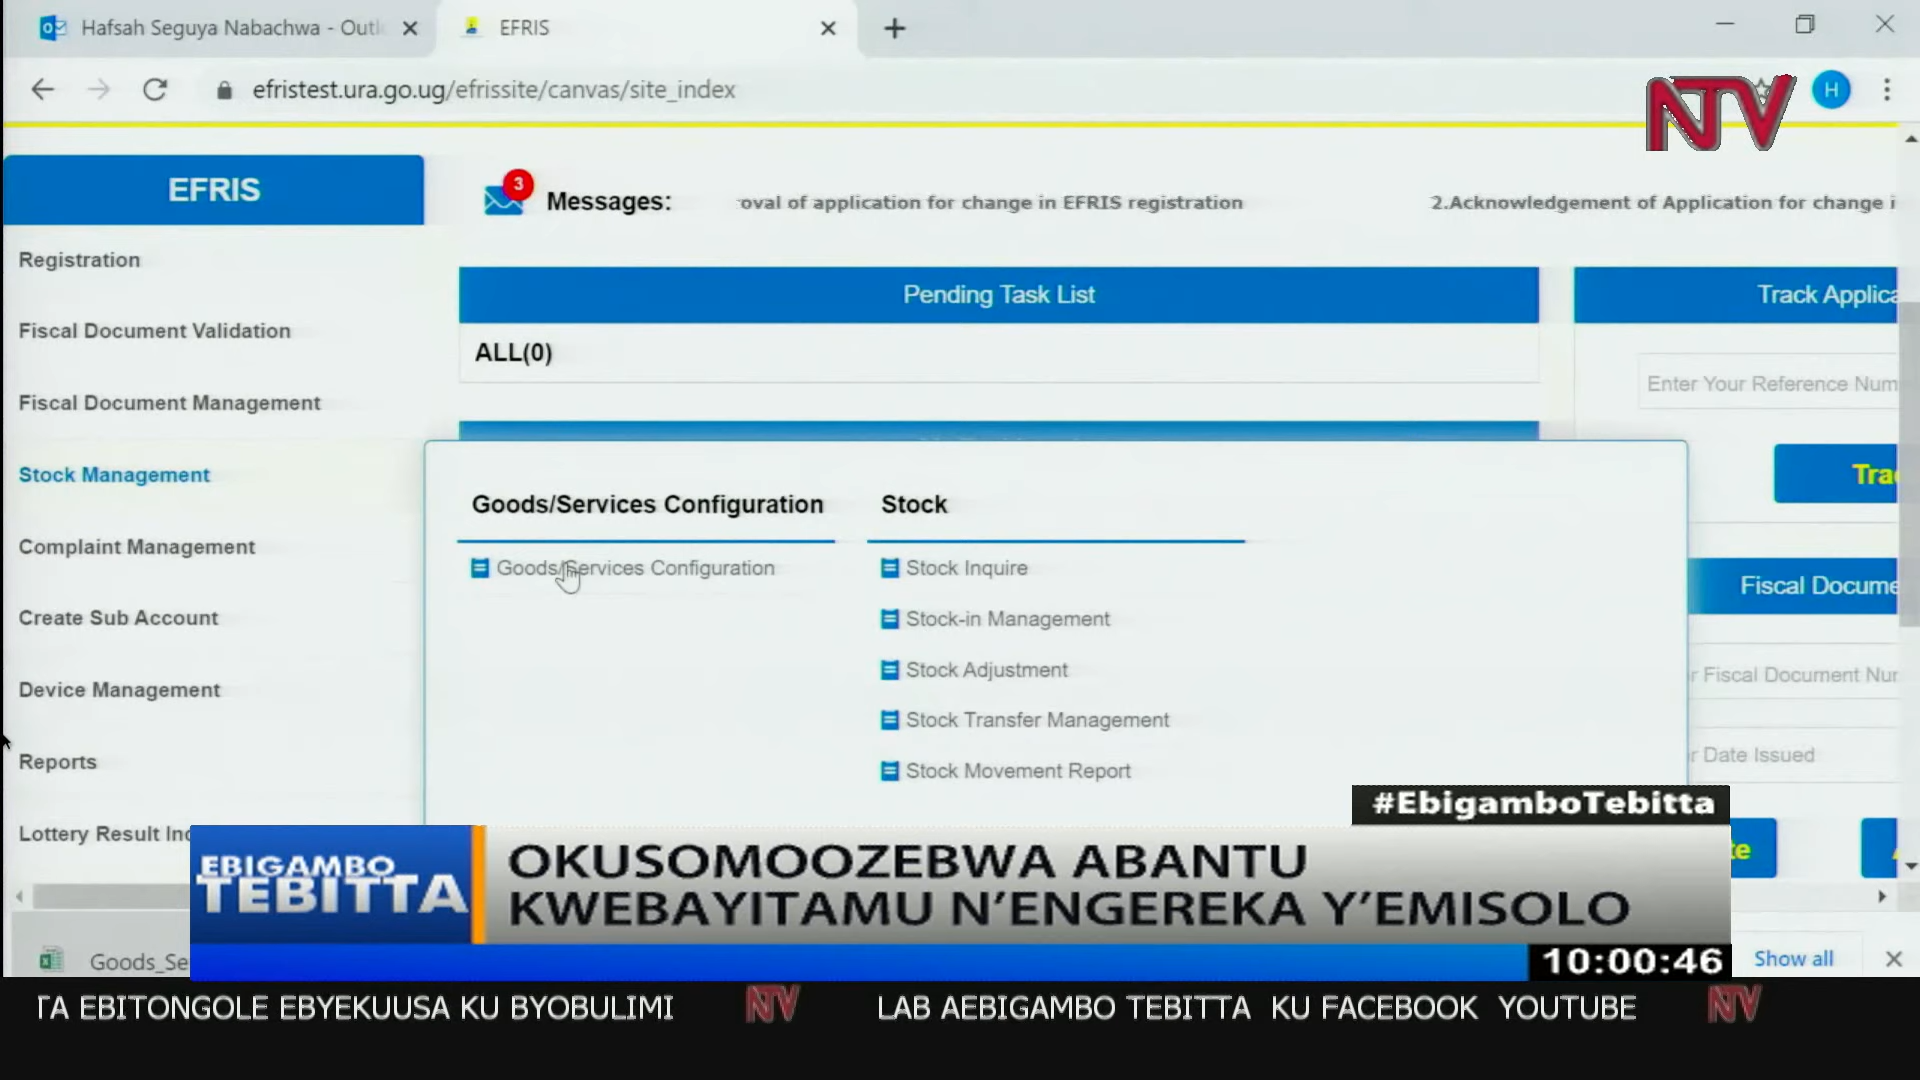 Hafsah Seguya Nabachwa - Outl
EFRIS
efristest.ura.go.ug/efrissite/canvas/site_index
H
NTV
EFRIS
3
Messages:
oval of application for change in EFRIS registration
2.Acknowledgement of Application for change i
Registration
Fiscal Document Validation
Fiscal Document Management
Stock Management
Complaint Management
Create Sub Account
Device Management
Reports
Lottery Result In
Pending Task List
ALL(0)
Track Applica
Enter Your Reference Num
Trac
Goods/Services Configuration
Goods/Services Configuration
Stock
Stock Inquire
Stock-in Management
Stock Adjustment
Stock Transfer Management
Stock Movement Report
Fiscal Docume
r Fiscal Document Nur
r Date Issued
te
#EbigamboTebitta
EBIGAMBO
TEBITTA
OKUSOMOOZEBWA ABANTU
KWEBAYITAMU N'ENGEREKA Y'EMISOLO
Goods_Se
10:00:46
Show all
TA EBITONGOLE EBYEKUUSA KU BYOBULIMI NTV LAB AEBIGAMBO TEBITTA KU FACEBOOK YOUTUBE NTV